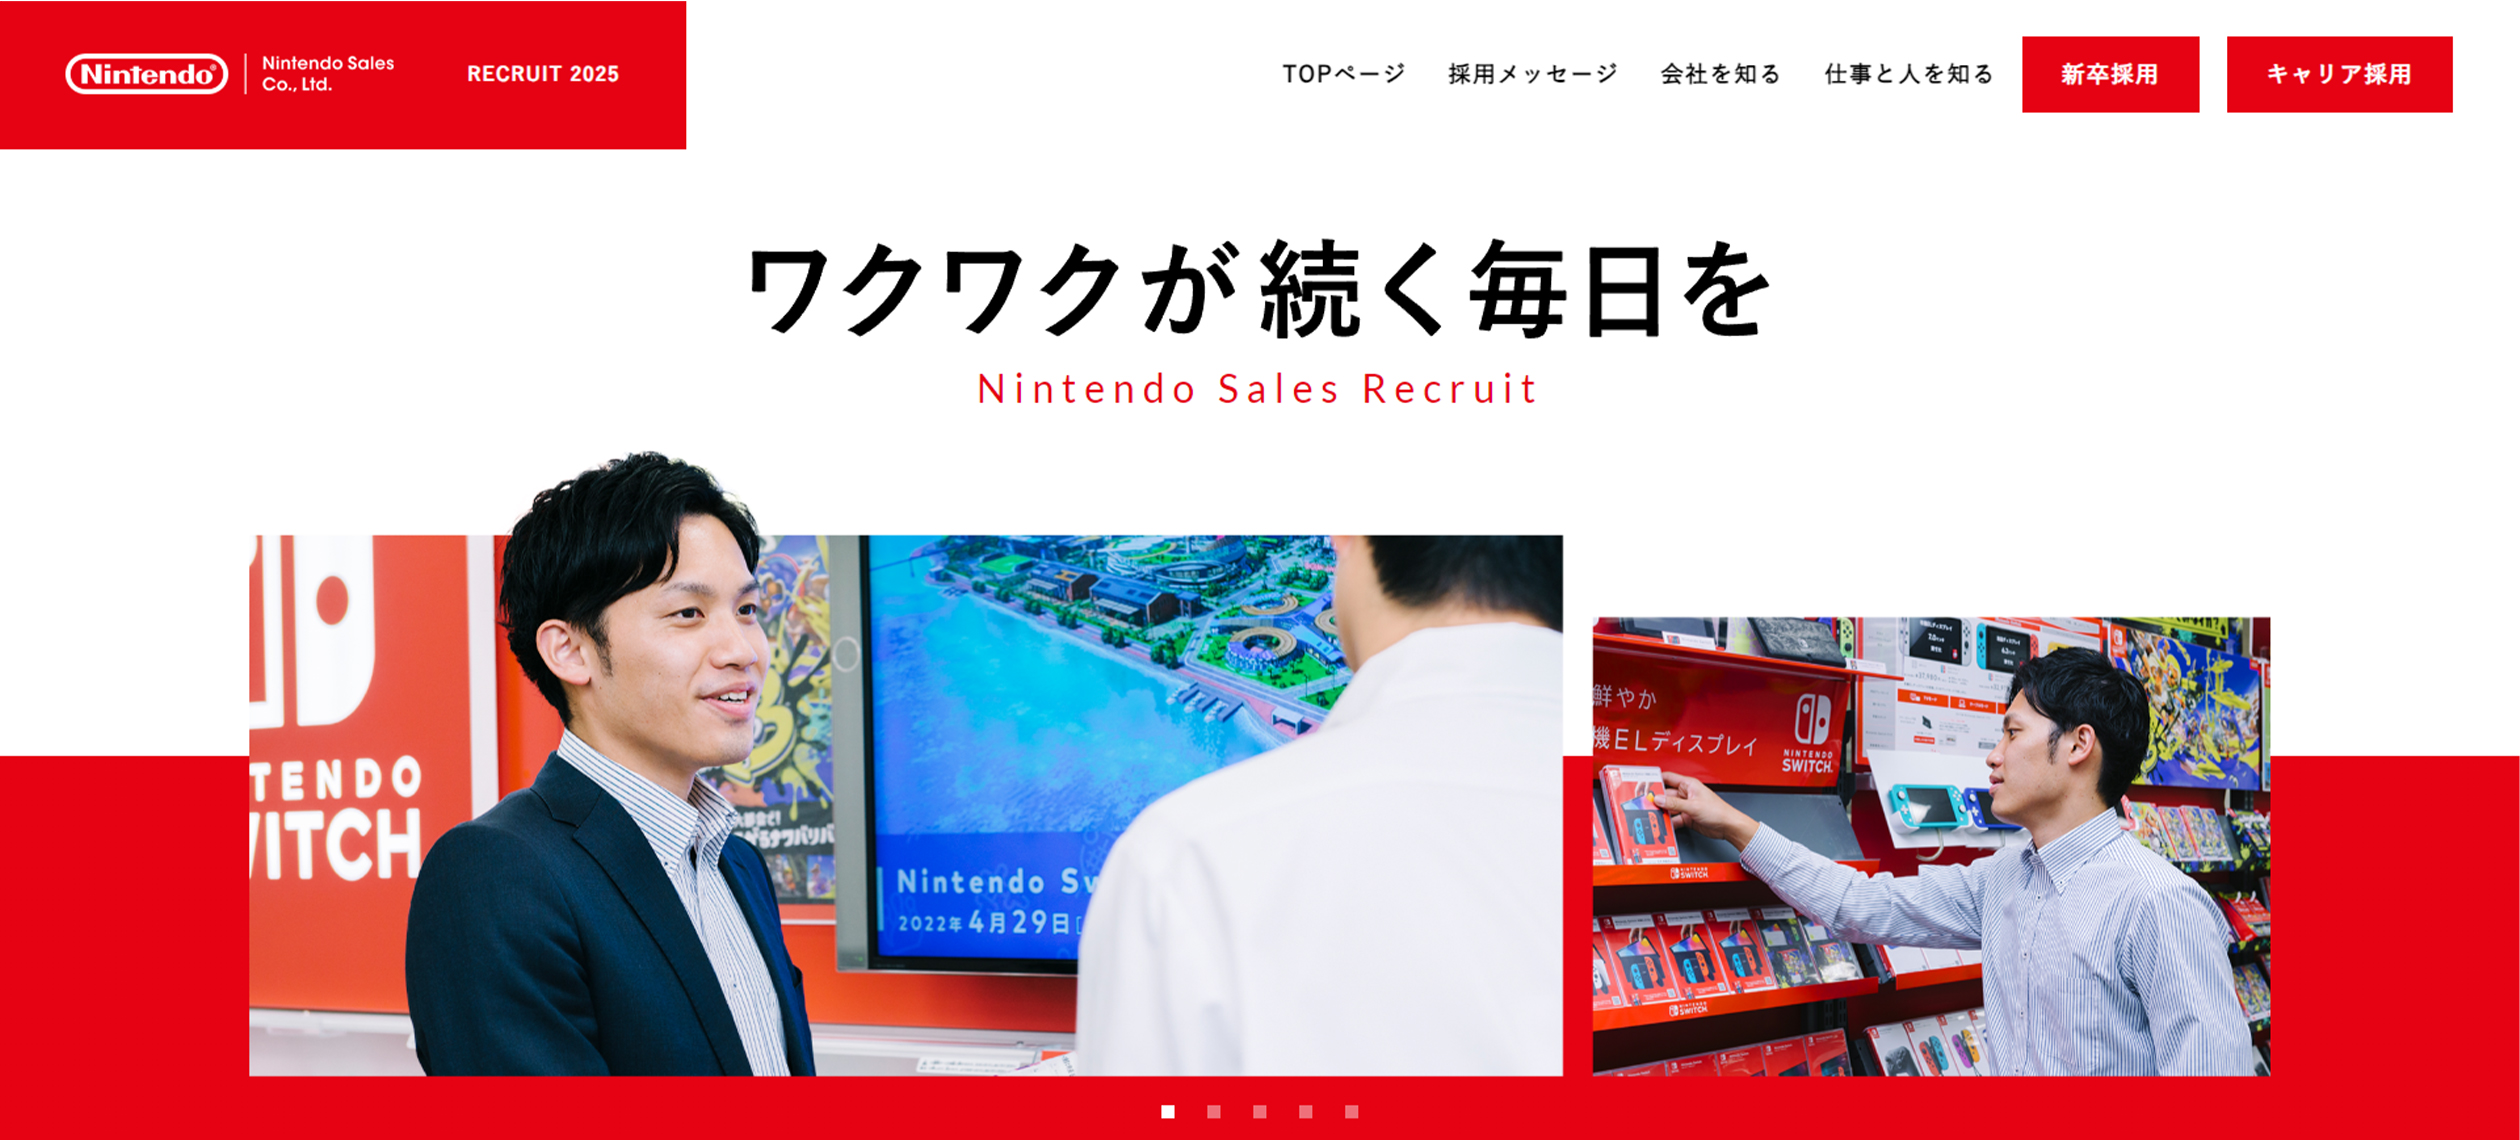 Nintendo
Nintendo Sales
Co., Ltd.
RECRUIT 2025
TOPページ
採用メッセージ
会社を知る
仕事と人を知る
新卒採用
キャリア採用
ワクワクが続く毎日を
Nintendo Sales Recruit
TENDO
ITCH
Nintendo Sw
2022年4月29日
鮮やか
機ELディスプレイ
NINTENDO
SWITCH
NINTENDO
SWITCH
NINTENDO
SWITCH